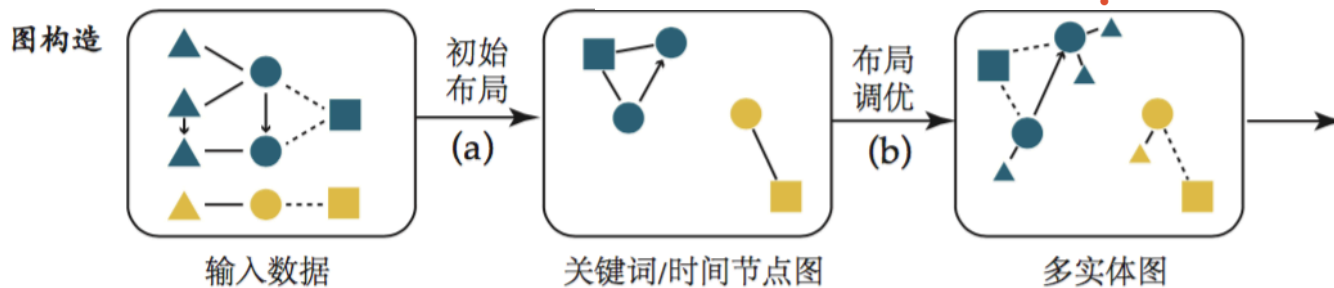 图构造
初始
布局
(a)
布局
调优
(b)
输入数据
关键词/时间节点图
多实体图